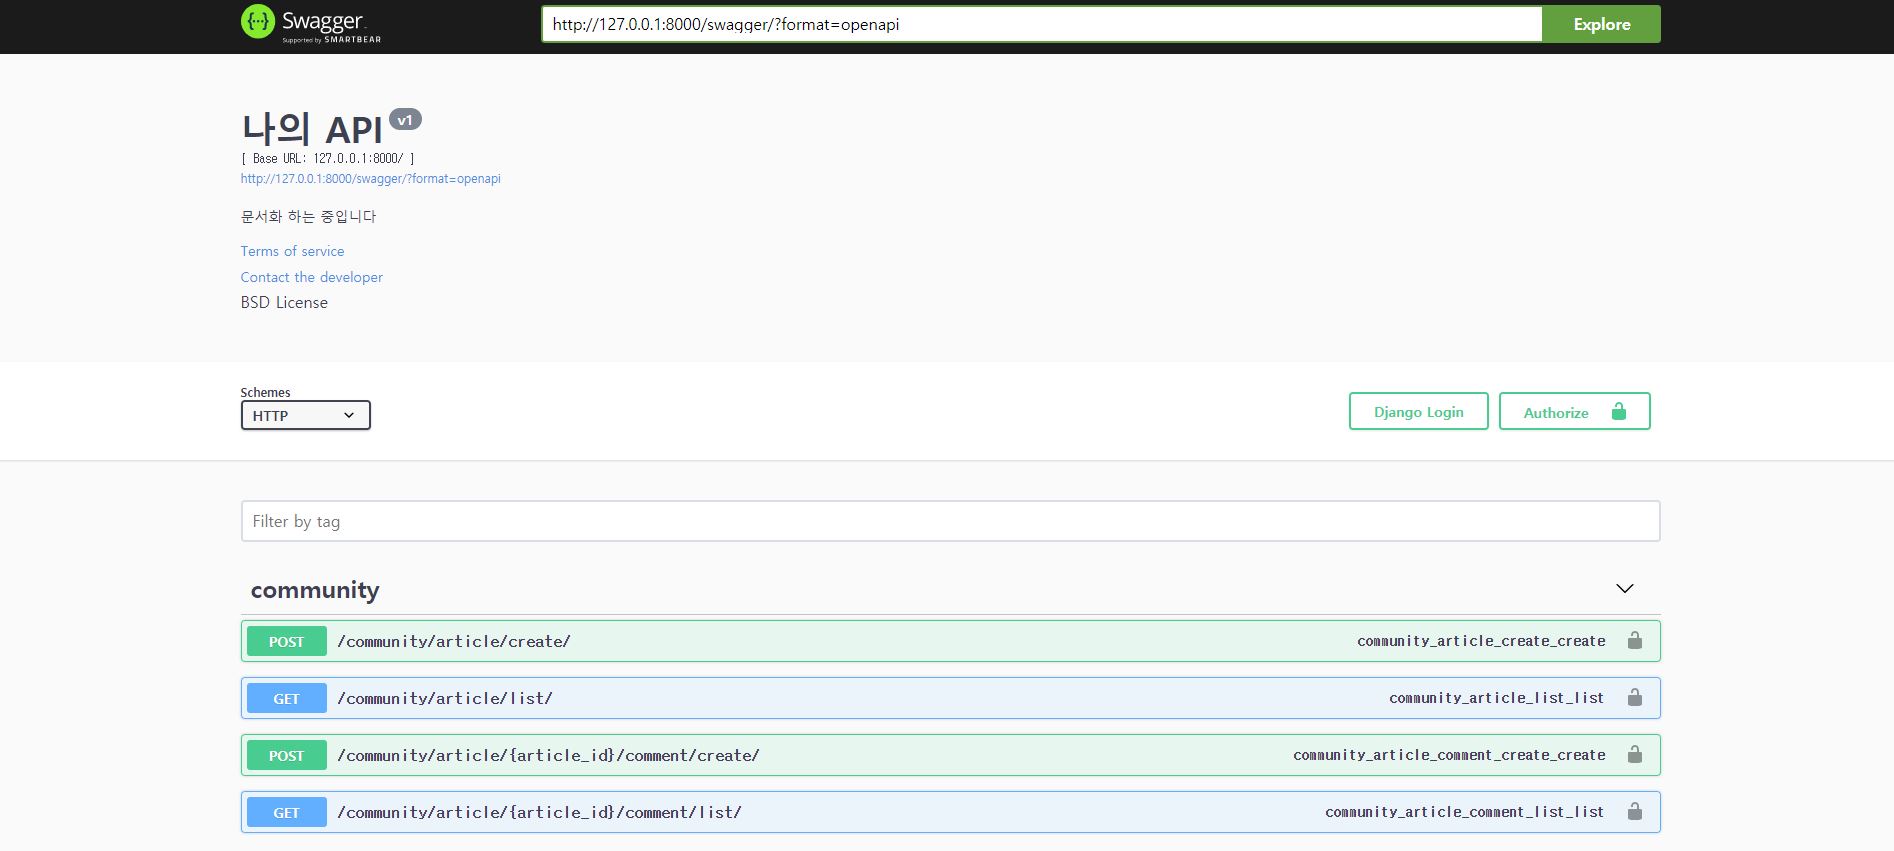 Swagger
Supported by SMARTBEAR
http://127.0.0.1:8000/swagger/?format=openapi
Explore
나의 API v1
[ Base URL: 127.0.0.1:8000/ ]
http://127.0.0.1:8000/swagger/?format=openapi
문서화 하는 중입니다
Terms of service
Contact the developer
BSD License
Schemes
HTTP
Django Login
Authorize
Filter by tag
community
POST /community/article/create/ community_article_create_create
GET /community/article/list/ community_article_list_list
POST /community/article/{article_id}/comment/create/ community_article_comment_create_create
GET /community/article/{article_id}/comment/list/ community_article_comment_list_list